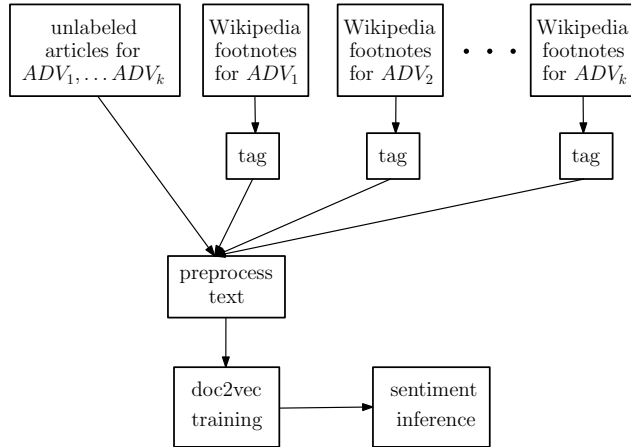 unlabeled
articles for
ADV₁, … ADVₖ
Wikipedia
footnotes
for ADV₁
Wikipedia
footnotes
for ADV₂
. . .
Wikipedia
footnotes
for ADVₖ
tag
tag
tag
preprocess
text
doc2vec
training
sentiment
inference